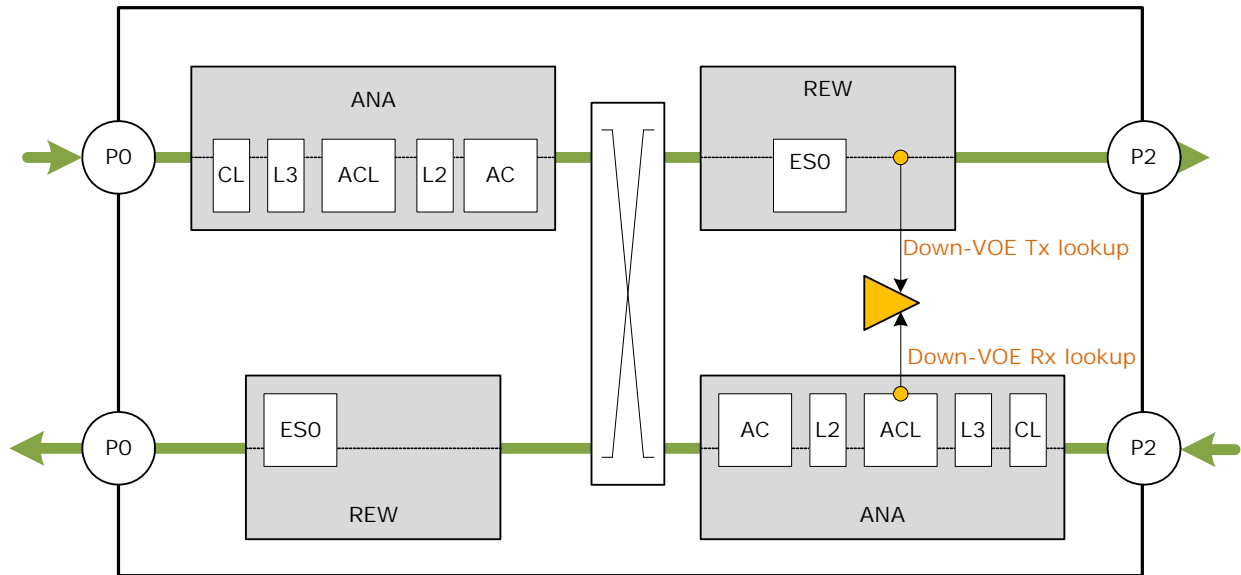 ANA
REW
P0
CL
L3
ACL
L2
AC
ES0
P2
Down-VOE Tx lookup
Down-VOE Rx lookup
P0
ES0
AC
L2
ACL
L3
CL
P2
REW
ANA